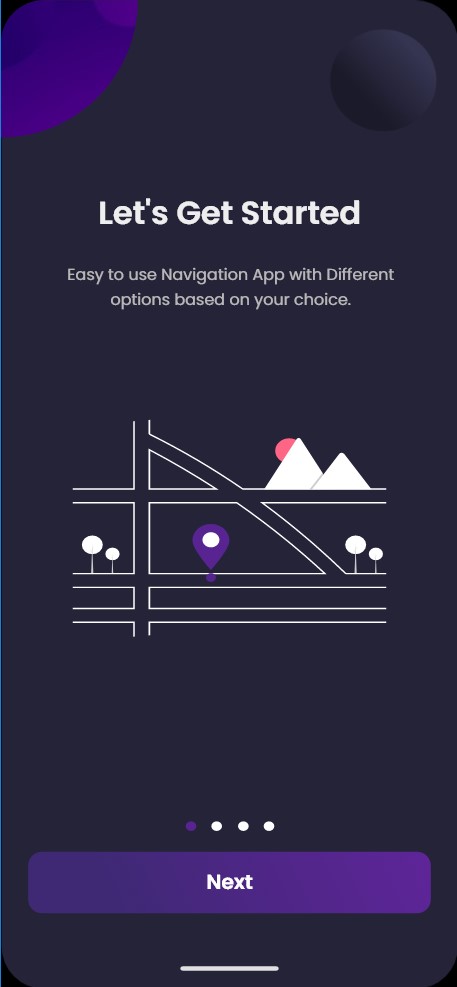 Let's Get Started
Easy to use Navigation App with Different
options based on your choice.
Next